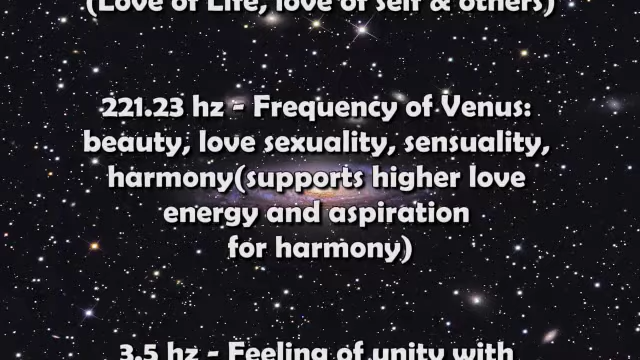 (Love of Life, love of self & others)
221.23 hz - Frequency of Venus:
beauty, love sexuality, sensuality,
harmony(supports higher love
energy and aspiration
for harmony)
3.5 hz - Feeling of unity with